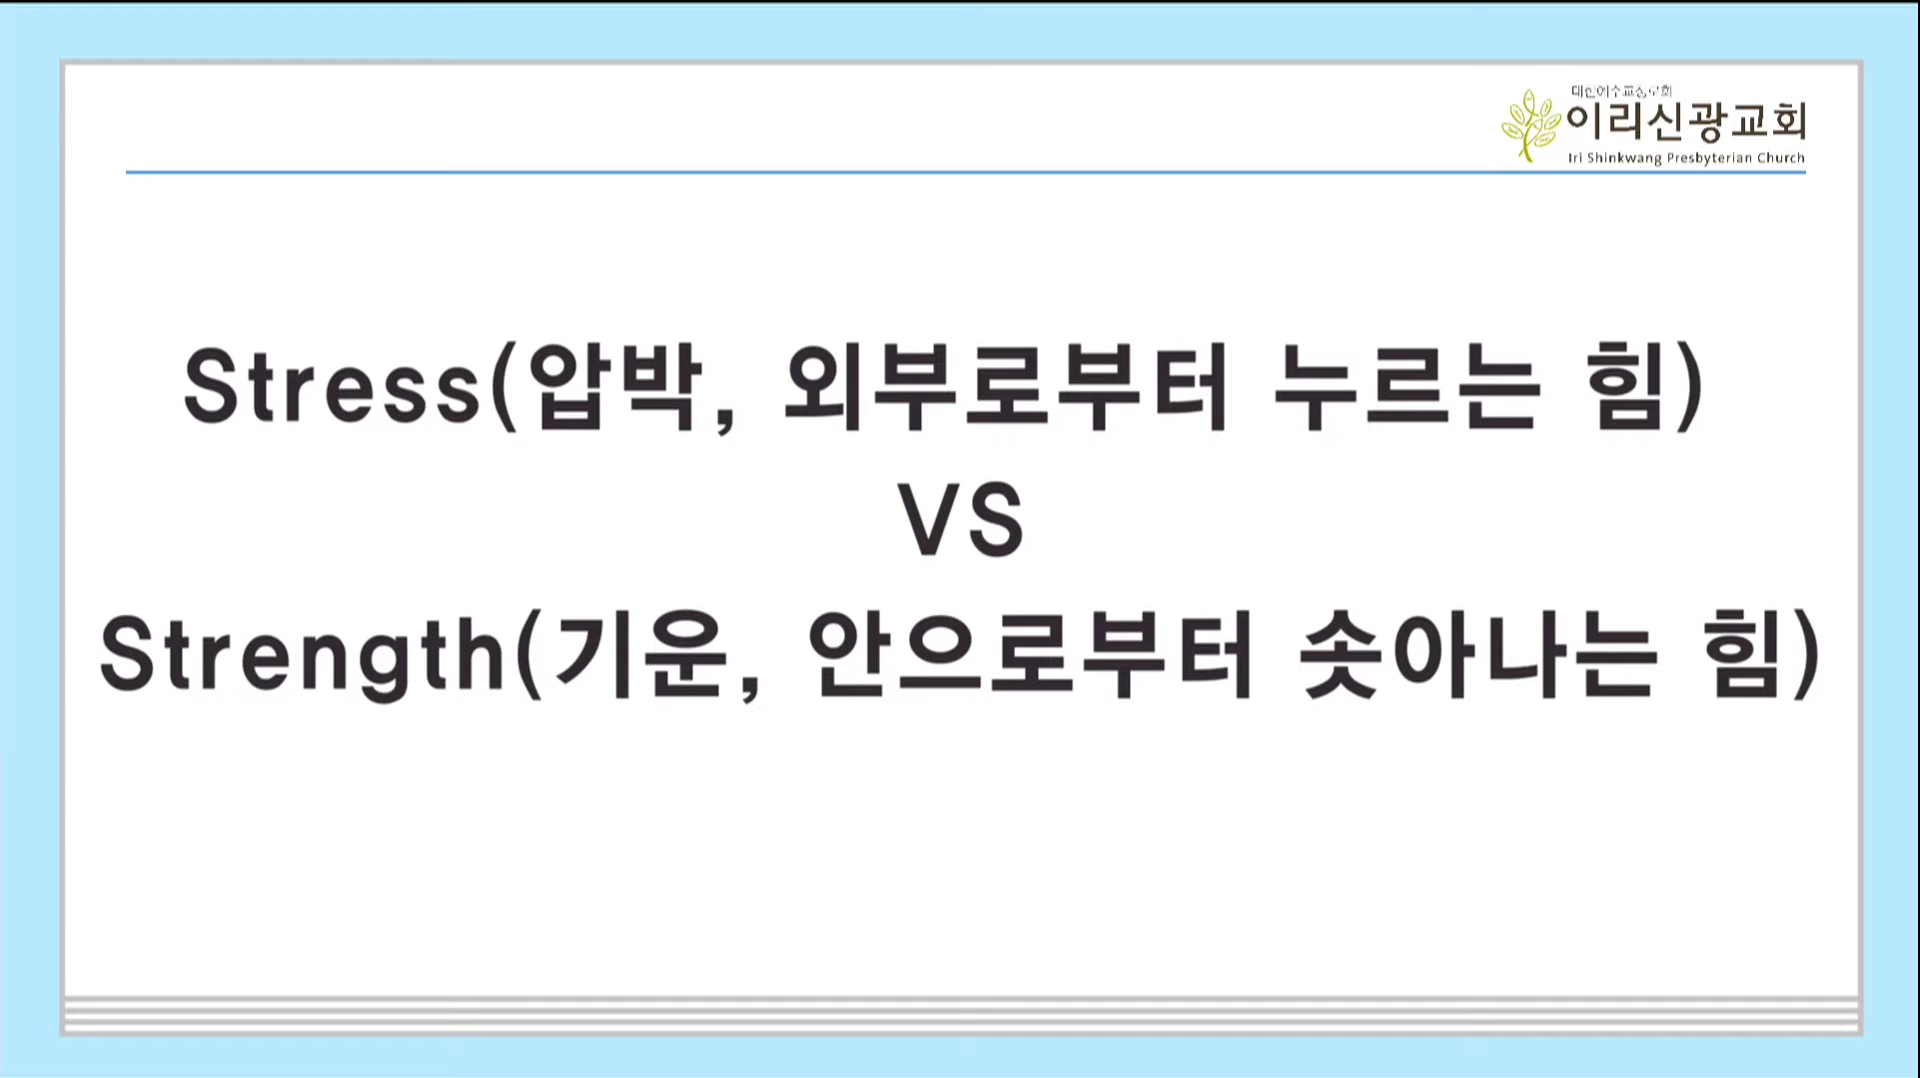 대한예수교장로회
이리신광교회
Iri Shinkwang Presbyterian Church
Stress(압박, 외부로부터 누르는 힘)
VS
Strength(기운, 안으로부터 솟아나는 힘)